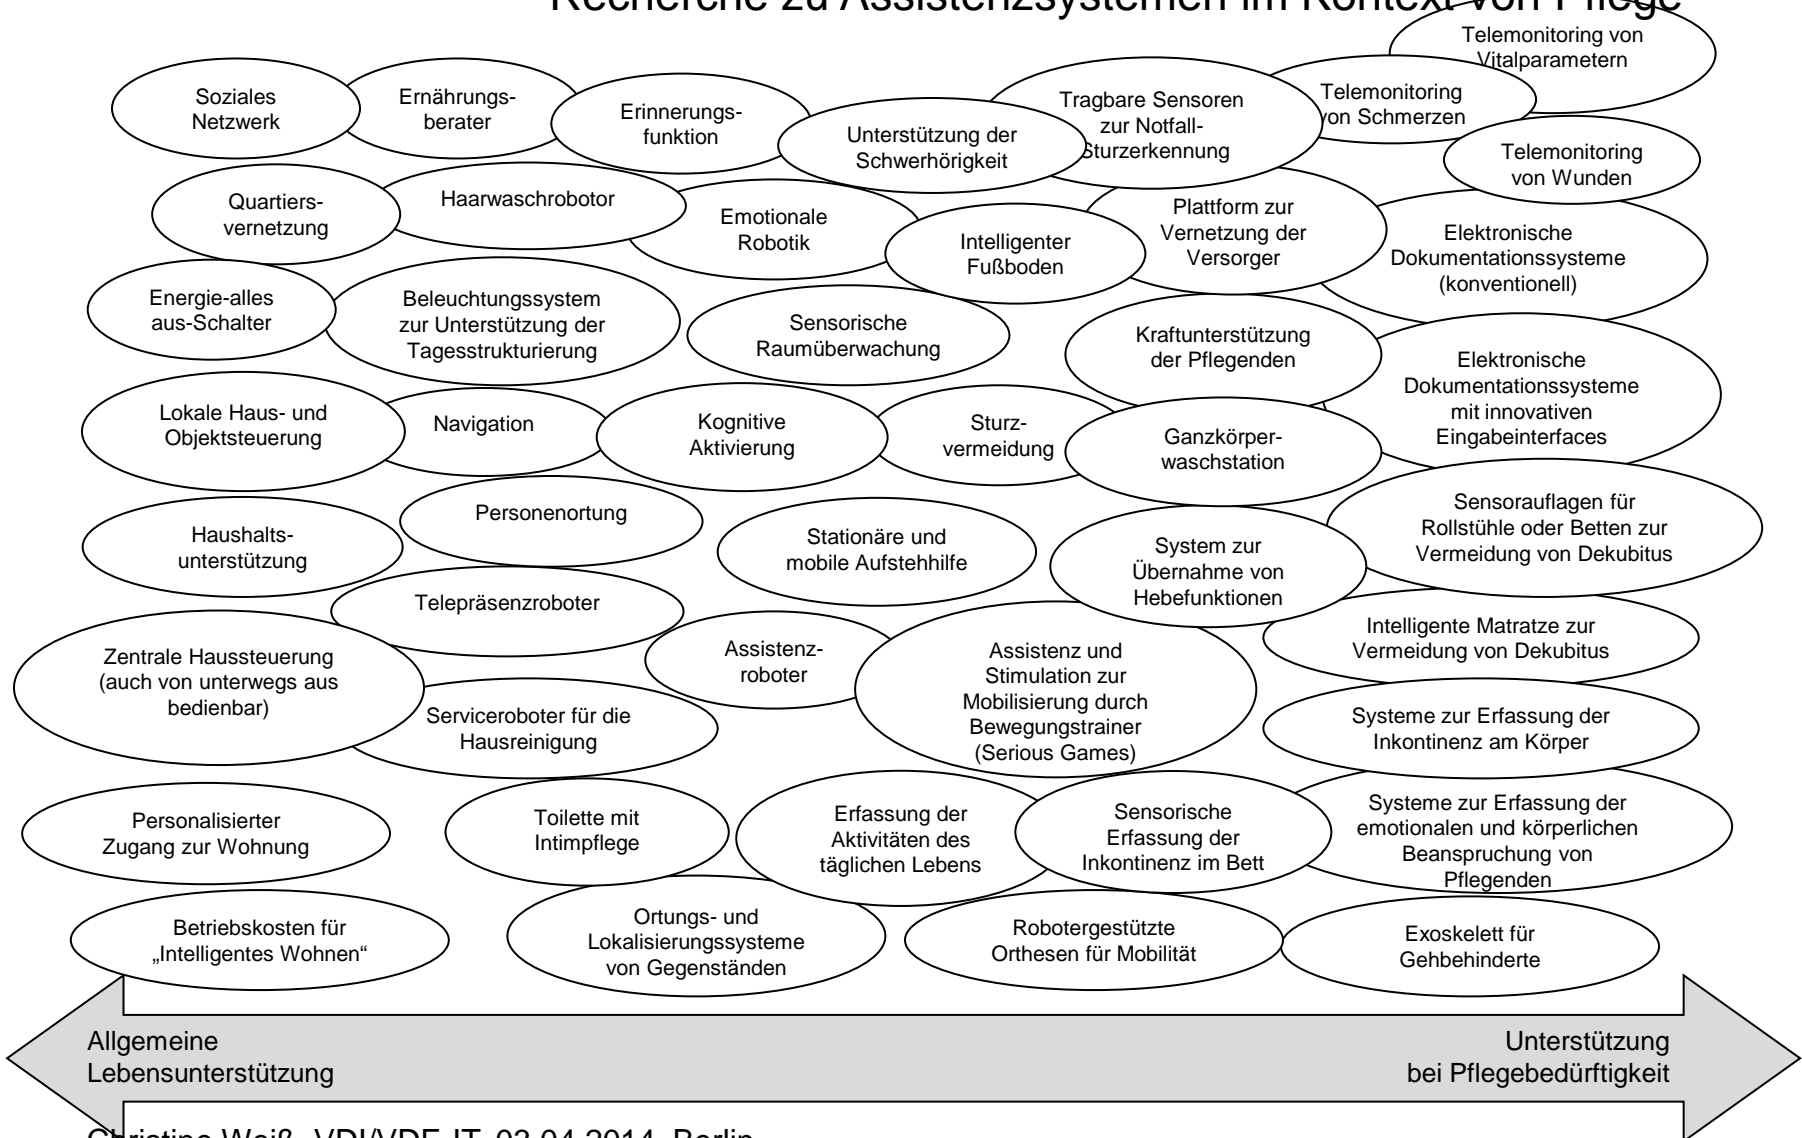 Recherche zu Assistenzsystemen im Kontext von Pflege
Telemonitoring von
Vitalparametern
Soziales
Netzwerk
Ernährungs-
berater
Erinnerungs-
funktion
Unterstützung der
Schwerhörigkeit
Tragbare Sensoren
zur Notfall-
Sturzerkennung
Telemonitoring
von Schmerzen
Telemonitoring
von Wunden
Quartiers-
vernetzung
Haarwaschrobotor
Emotionale
Robotik
Intelligenter
Fußboden
Plattform zur
Vernetzung der
Versorger
Elektronische
Dokumentationssysteme
(konventionell)
Energie-alles
aus-Schalter
Beleuchtungssystem
zur Unterstützung der
Tagesstrukturierung
Sensorische
Raumüberwachung
Kraftunterstützung
der Pflegenden
Elektronische
Dokumentationssysteme
mit innovativen
Eingabeinterfaces
Lokale Haus- und
Objektsteuerung
Navigation
Kognitive
Aktivierung
Sturz-
vermeidung
Ganzkörper-
waschstation
Sensorauflagen für
Rollstühle oder Betten zur
Vermeidung von Dekubitus
Haushalts-
unterstützung
Personenortung
Stationäre und
mobile Aufstehhilfe
System zur
Übernahme von
Hebefunktionen
Intelligente Matratze zur
Vermeidung von Dekubitus
Zentrale Haussteuerung
(auch von unterwegs aus
bedienbar)
Telepräsenzroboter
Assistenz-
roboter
Assistenz und
Stimulation zur
Mobilisierung durch
Bewegungstrainer
(Serious Games)
Systeme zur Erfassung der
Inkontinenz am Körper
Serviceroboter für die
Hausreinigung
Personalisierter
Zugang zur Wohnung
Toilette mit
Intimpflege
Erfassung der
Aktivitäten des
täglichen Lebens
Sensorische
Erfassung der
Inkontinenz im Bett
Systeme zur Erfassung der
emotionalen und körperlichen
Beanspruchung von
Pflegenden
Betriebskosten für
„Intelligentes Wohnen“
Ortungs- und
Lokalisierungssysteme
von Gegenständen
Robotergestützte
Orthesen für Mobilität
Exoskelett für
Gehbehinderte
Allgemeine
Lebensunterstützung
Unterstützung
bei Pflegebedürftigkeit
Christine Weiß, VDI/VDE-IT, 03.04.2014, Berlin